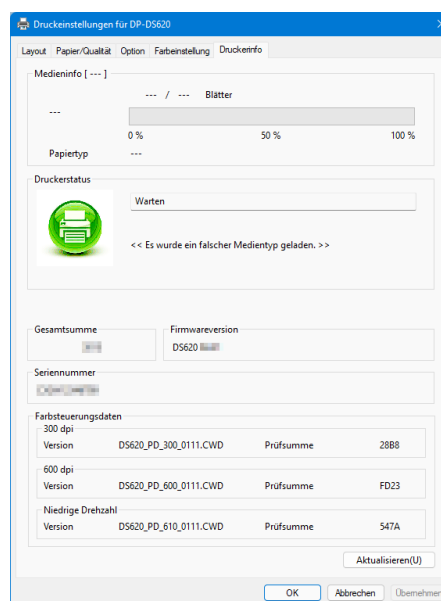 Druckeinstellungen für DP-DS620
Layout Papier/Qualität Option Farbeinstellung Druckerinfo
Medieninfo [ --- ]
--- / --- Blätter
---
0 % 50 % 100 %
Papiertyp ---
Druckerstatus
Warten
<< Es wurde ein falscher Medientyp geladen. >>
Gesamtsumme Firmwareversion
DS620
Seriennummer
Farbsteuerungsdaten
300 dpi
Version DS620_PD_300_0111.CWD Prüfsumme 28B8
600 dpi
Version DS620_PD_600_0111.CWD Prüfsumme FD23
Niedrige Drehzahl
Version DS620_PD_610_0111.CWD Prüfsumme 547A
Aktualisieren(U)
OK Abbrechen Übernehmen